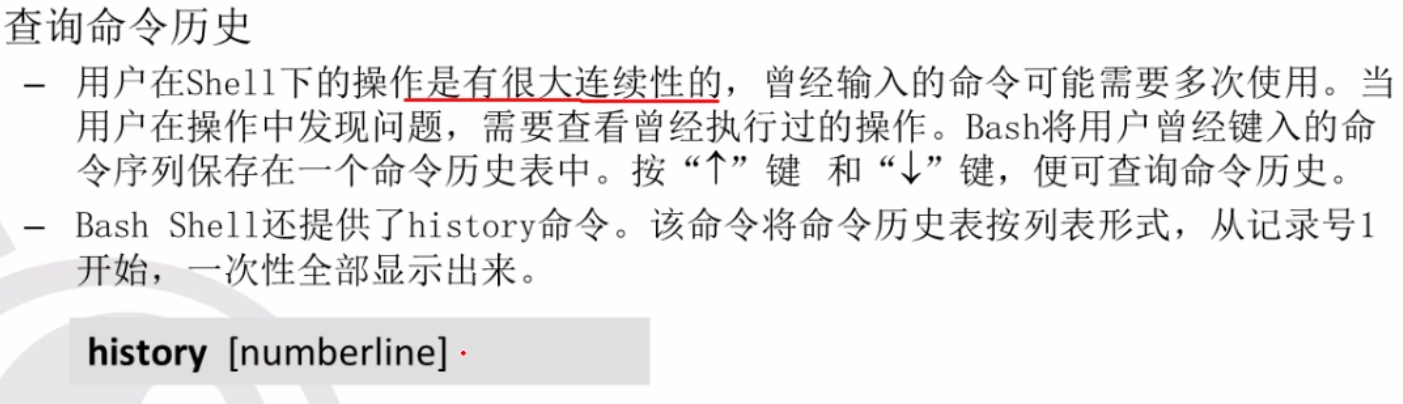 查询命令历史
– 用户在Shell下的操作是有很大连续性的，曾经输入的命令可能需要多次使用。当
用户在操作中发现问题，需要查看曾经执行过的操作。Bash将用户曾经键入的命
令序列保存在一个命令历史表中。按“↑”键 和“↓”键，便可查询命令历史。
– Bash Shell还提供了history命令。该命令将命令历史表按列表形式，从记录号1
开始，一次性全部显示出来。
history [numberline]